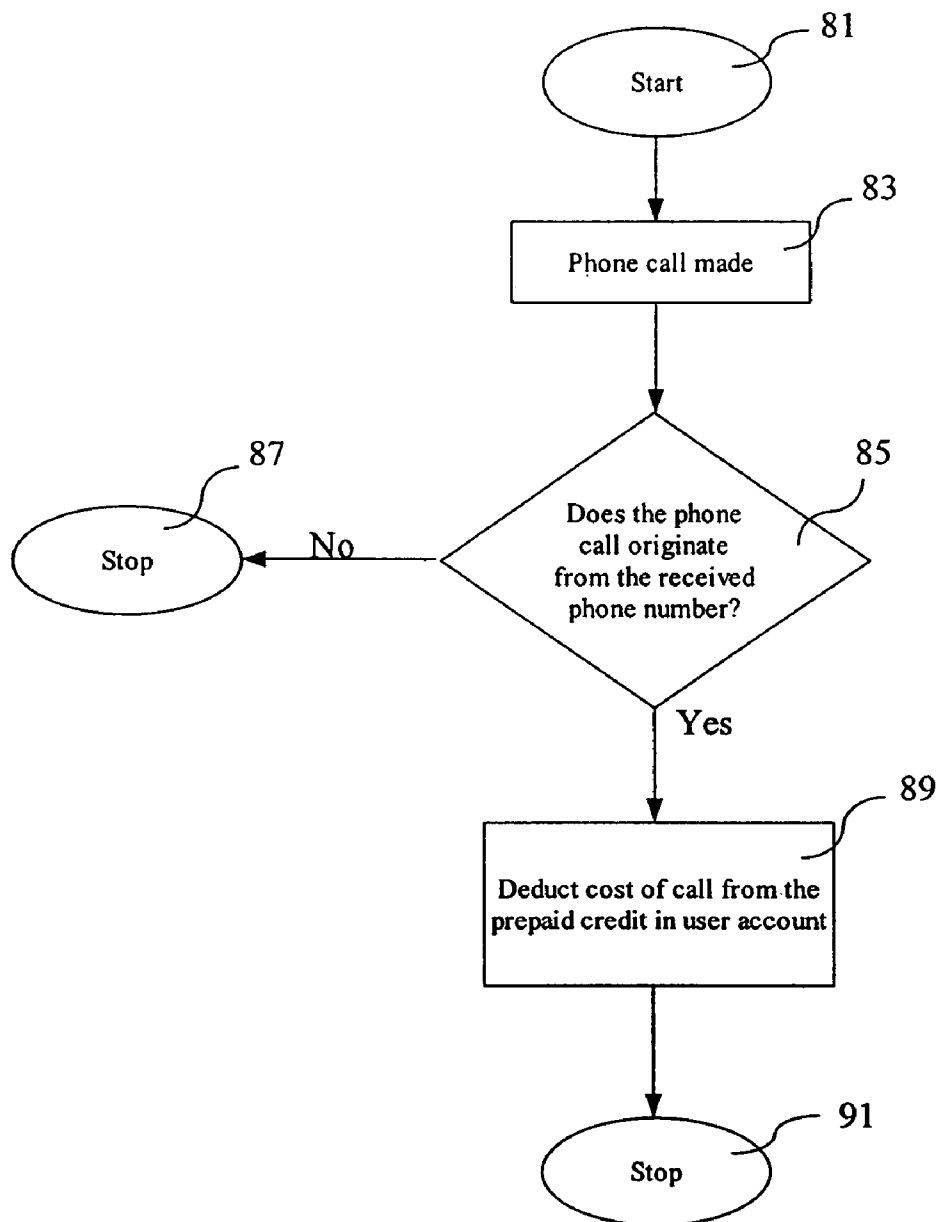 81
Start
83
Phone call made
87
85
Stop
No
Does the phone
call originate
from the received
phone number?
Yes
89
Deduct cost of call from the
prepaid credit in user account
91
Stop